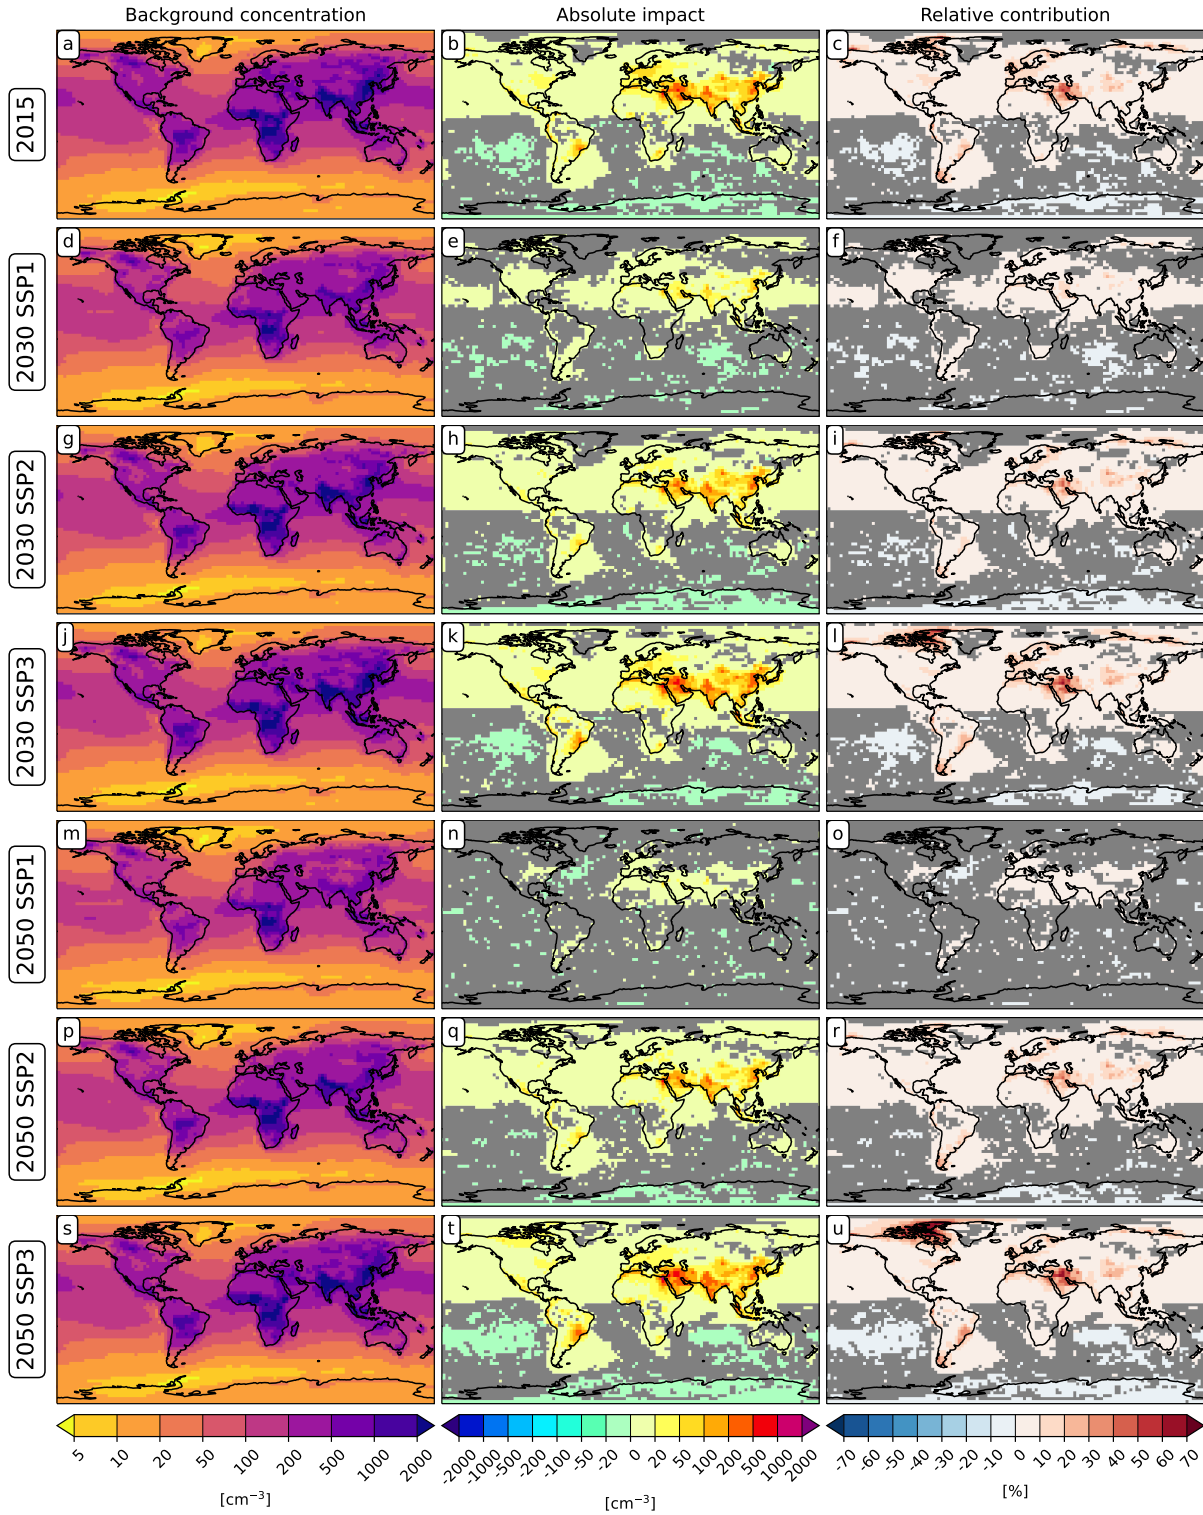 Background concentration
Absolute impact
Relative contribution
2015
a
b
c
2030 SSP1
d
e
f
2030 SSP2
g
h
i
2030 SSP3
j
k
l
2050 SSP1
m
n
o
2050 SSP2
p
q
r
2050 SSP3
s
t
u
5 10 20 50 100 200 500 1000 2000
-2000 -1000 -500 -200 -100 -50 -20 0 20 50 100 200 500 1000 2000
-70 -60 -50 -40 -30 -20 -10 0 10 20 30 40 50 60 70
[cm⁻³]
[cm⁻³]
[%]